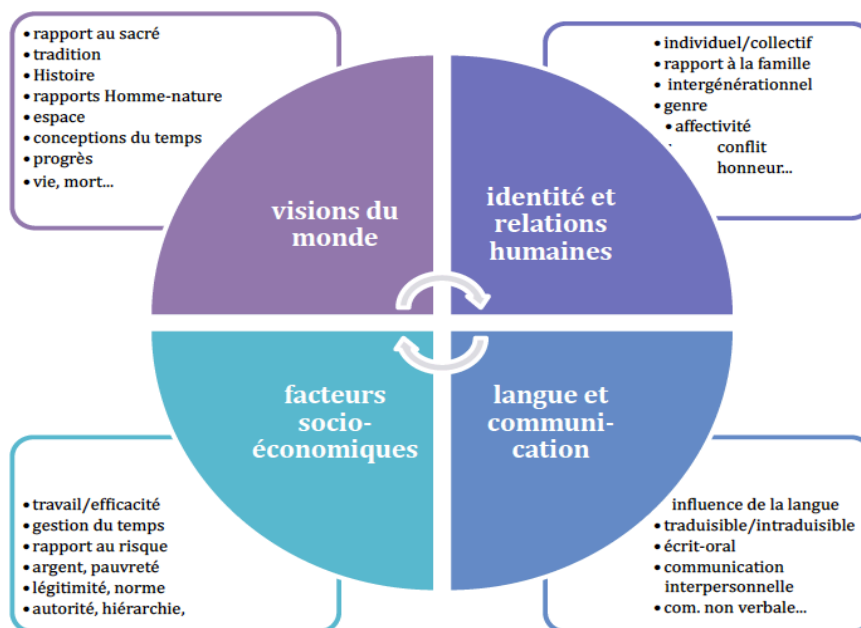 • rapport au sacré
• tradition
• Histoire
• rapports Homme-nature
• espace
• conceptions du temps
• progrès
• vie, mort...
• individuel/collectif
• rapport à la famille
• intergénérationnel
• genre
• affectivité
conflit
honneur...
visions du
monde
identité et
relations
humaines
facteurs
socio-
économiques
langue et
communi-
cation
• travail/efficacité
• gestion du temps
• rapport au risque
• argent, pauvreté
• légitimité, norme
• autorité, hiérarchie,
influence de la langue
• traduisible/intraduisible
• écrit-oral
• communication
interpersonnelle
• com. non verbale...